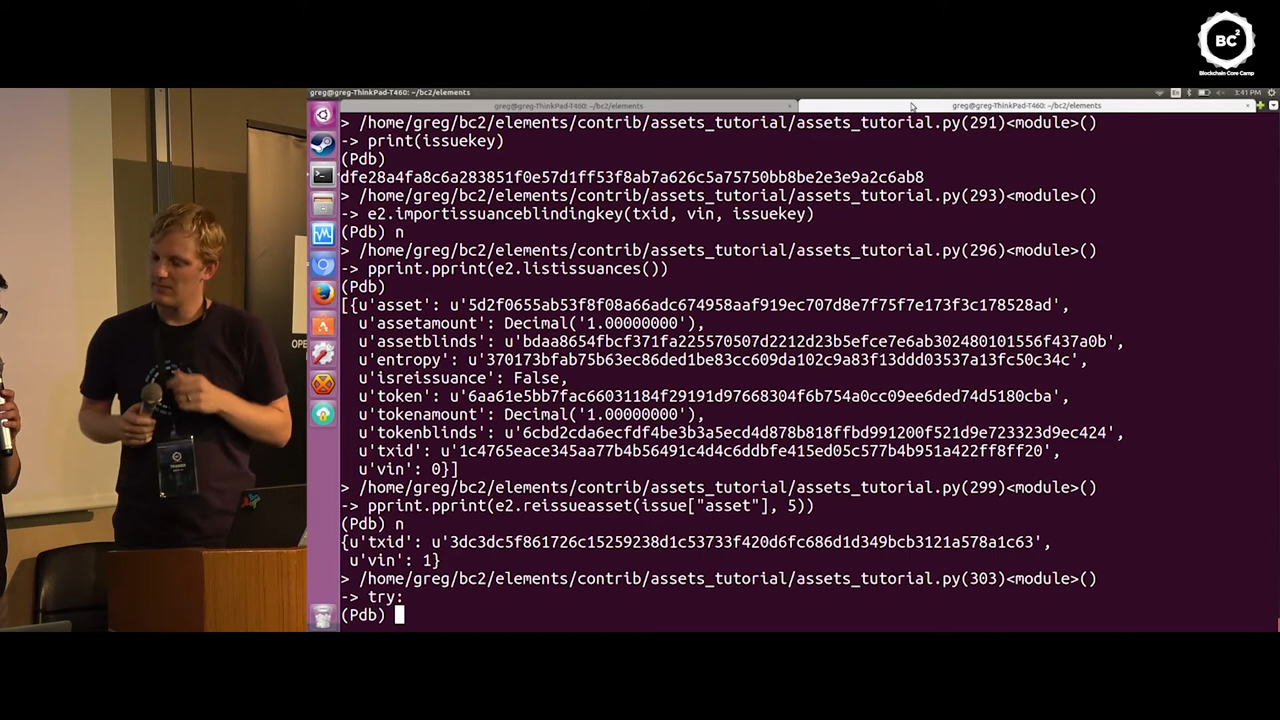 BC2
Blockchain Core Camp
greg@greg-ThinkPad-T460: ~/bc2/elements
En
3:41 PM
greg@greg-ThinkPad-T460: ~/bc2/elements
greg@greg-ThinkPad-T460: ~/bc2/elements
> /home/greg/bc2/elements/contrib/assets_tutorial/assets_tutorial.py(291)<module>()
-> print(issuekey)
(Pdb)
dfe28a4fa8c6a283851f0e57d1ff53f8ab7a626c5a75750bb8be2e3e9a2c6ab8
> /home/greg/bc2/elements/contrib/assets_tutorial/assets_tutorial.py(293)<module>()
-> e2.importissuanceblindingkey(txid, vin, issuekey)
(Pdb) n
> /home/greg/bc2/elements/contrib/assets_tutorial/assets_tutorial.py(296)<module>()
-> pprint.pprint(e2.listissuances())
(Pdb)
[{u'asset': u'5d2f0655ab53f8f08a66adc674958aaf919ec707d8e7f75f7e173f3c178528ad',
u'assetamount': Decimal('1.00000000'),
u'assetblinds': u'bdaa8654fbcf371fa225570507d2212d23b5efce7e6ab302480101556f437a0b',
u'entropy': u'370173bfab75b63ec86ded1be83cc609da102c9a83f13ddd03537a13fc50c34c',
u'isreissuance': False,
u'token': u'6aa61e5bb7fac66031184f29191d97668304f6b754a0cc09ee6ded74d5180cba',
u'tokenamount': Decimal('1.00000000'),
u'tokenblinds': u'6cbd2cda6ecfdf4be3b3a5ecd4d878b818ffbd991200f521d9e723323d9ec424',
u'txid': u'1c4765eace345aa77b4b56491c4d4c6ddbfe415ed05c577b4b951a422ff8ff20',
u'vin': 0}]
> /home/greg/bc2/elements/contrib/assets_tutorial/assets_tutorial.py(299)<module>()
-> pprint.pprint(e2.reissueasset(issue["asset"], 5))
(Pdb) n
{u'txid': u'3dc3dc5f861726c15259238d1c53733f420d6fc686d1d349bcb3121a578a1c63',
u'vin': 1}
> /home/greg/bc2/elements/contrib/assets_tutorial/assets_tutorial.py(303)<module>()
-> try:
(Pdb)
OPE